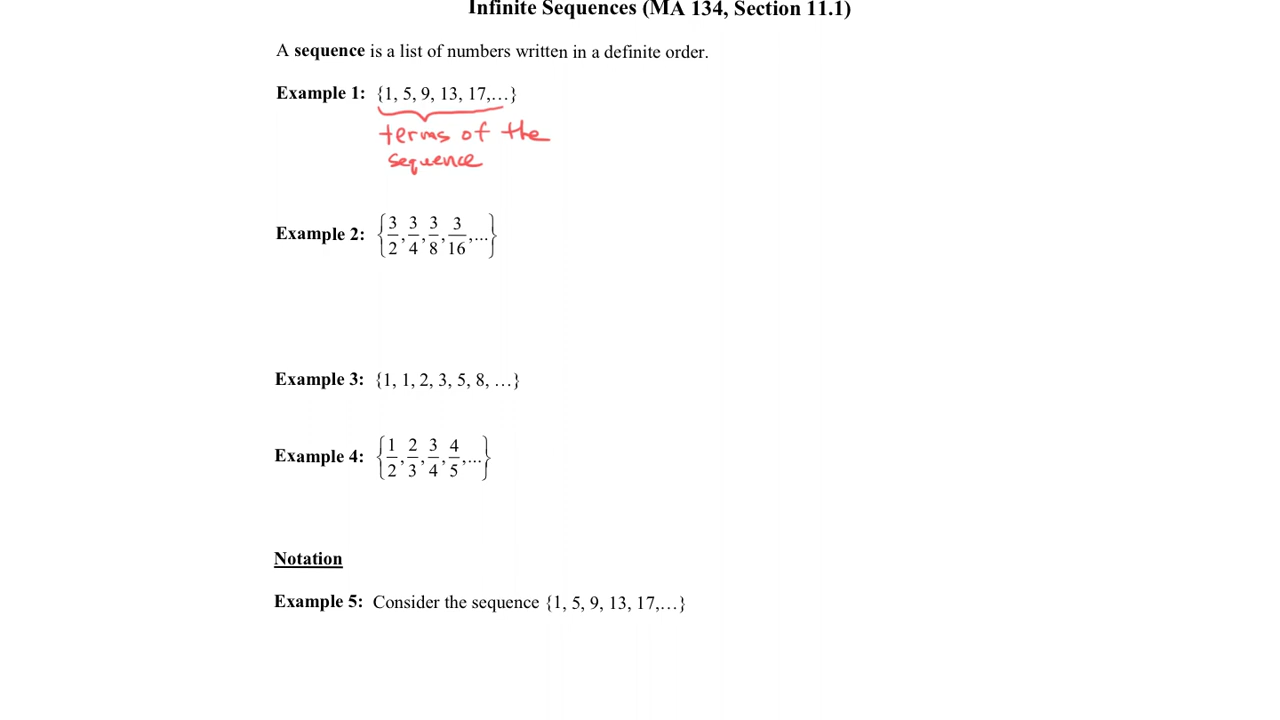 Infinite Sequences (MA 134, Section 11.1)
A sequence is a list of numbers written in a definite order.
Example 1: {1, 5, 9, 13, 17,...}
terms of the
sequence
Example 2: {3/2, 3/4, 3/8, 3/16, ...}
Example 3: {1, 1, 2, 3, 5, 8, ...}
Example 4: {1/2, 2/3, 3/4, 4/5, ...}
Notation
Example 5: Consider the sequence {1, 5, 9, 13, 17,...}